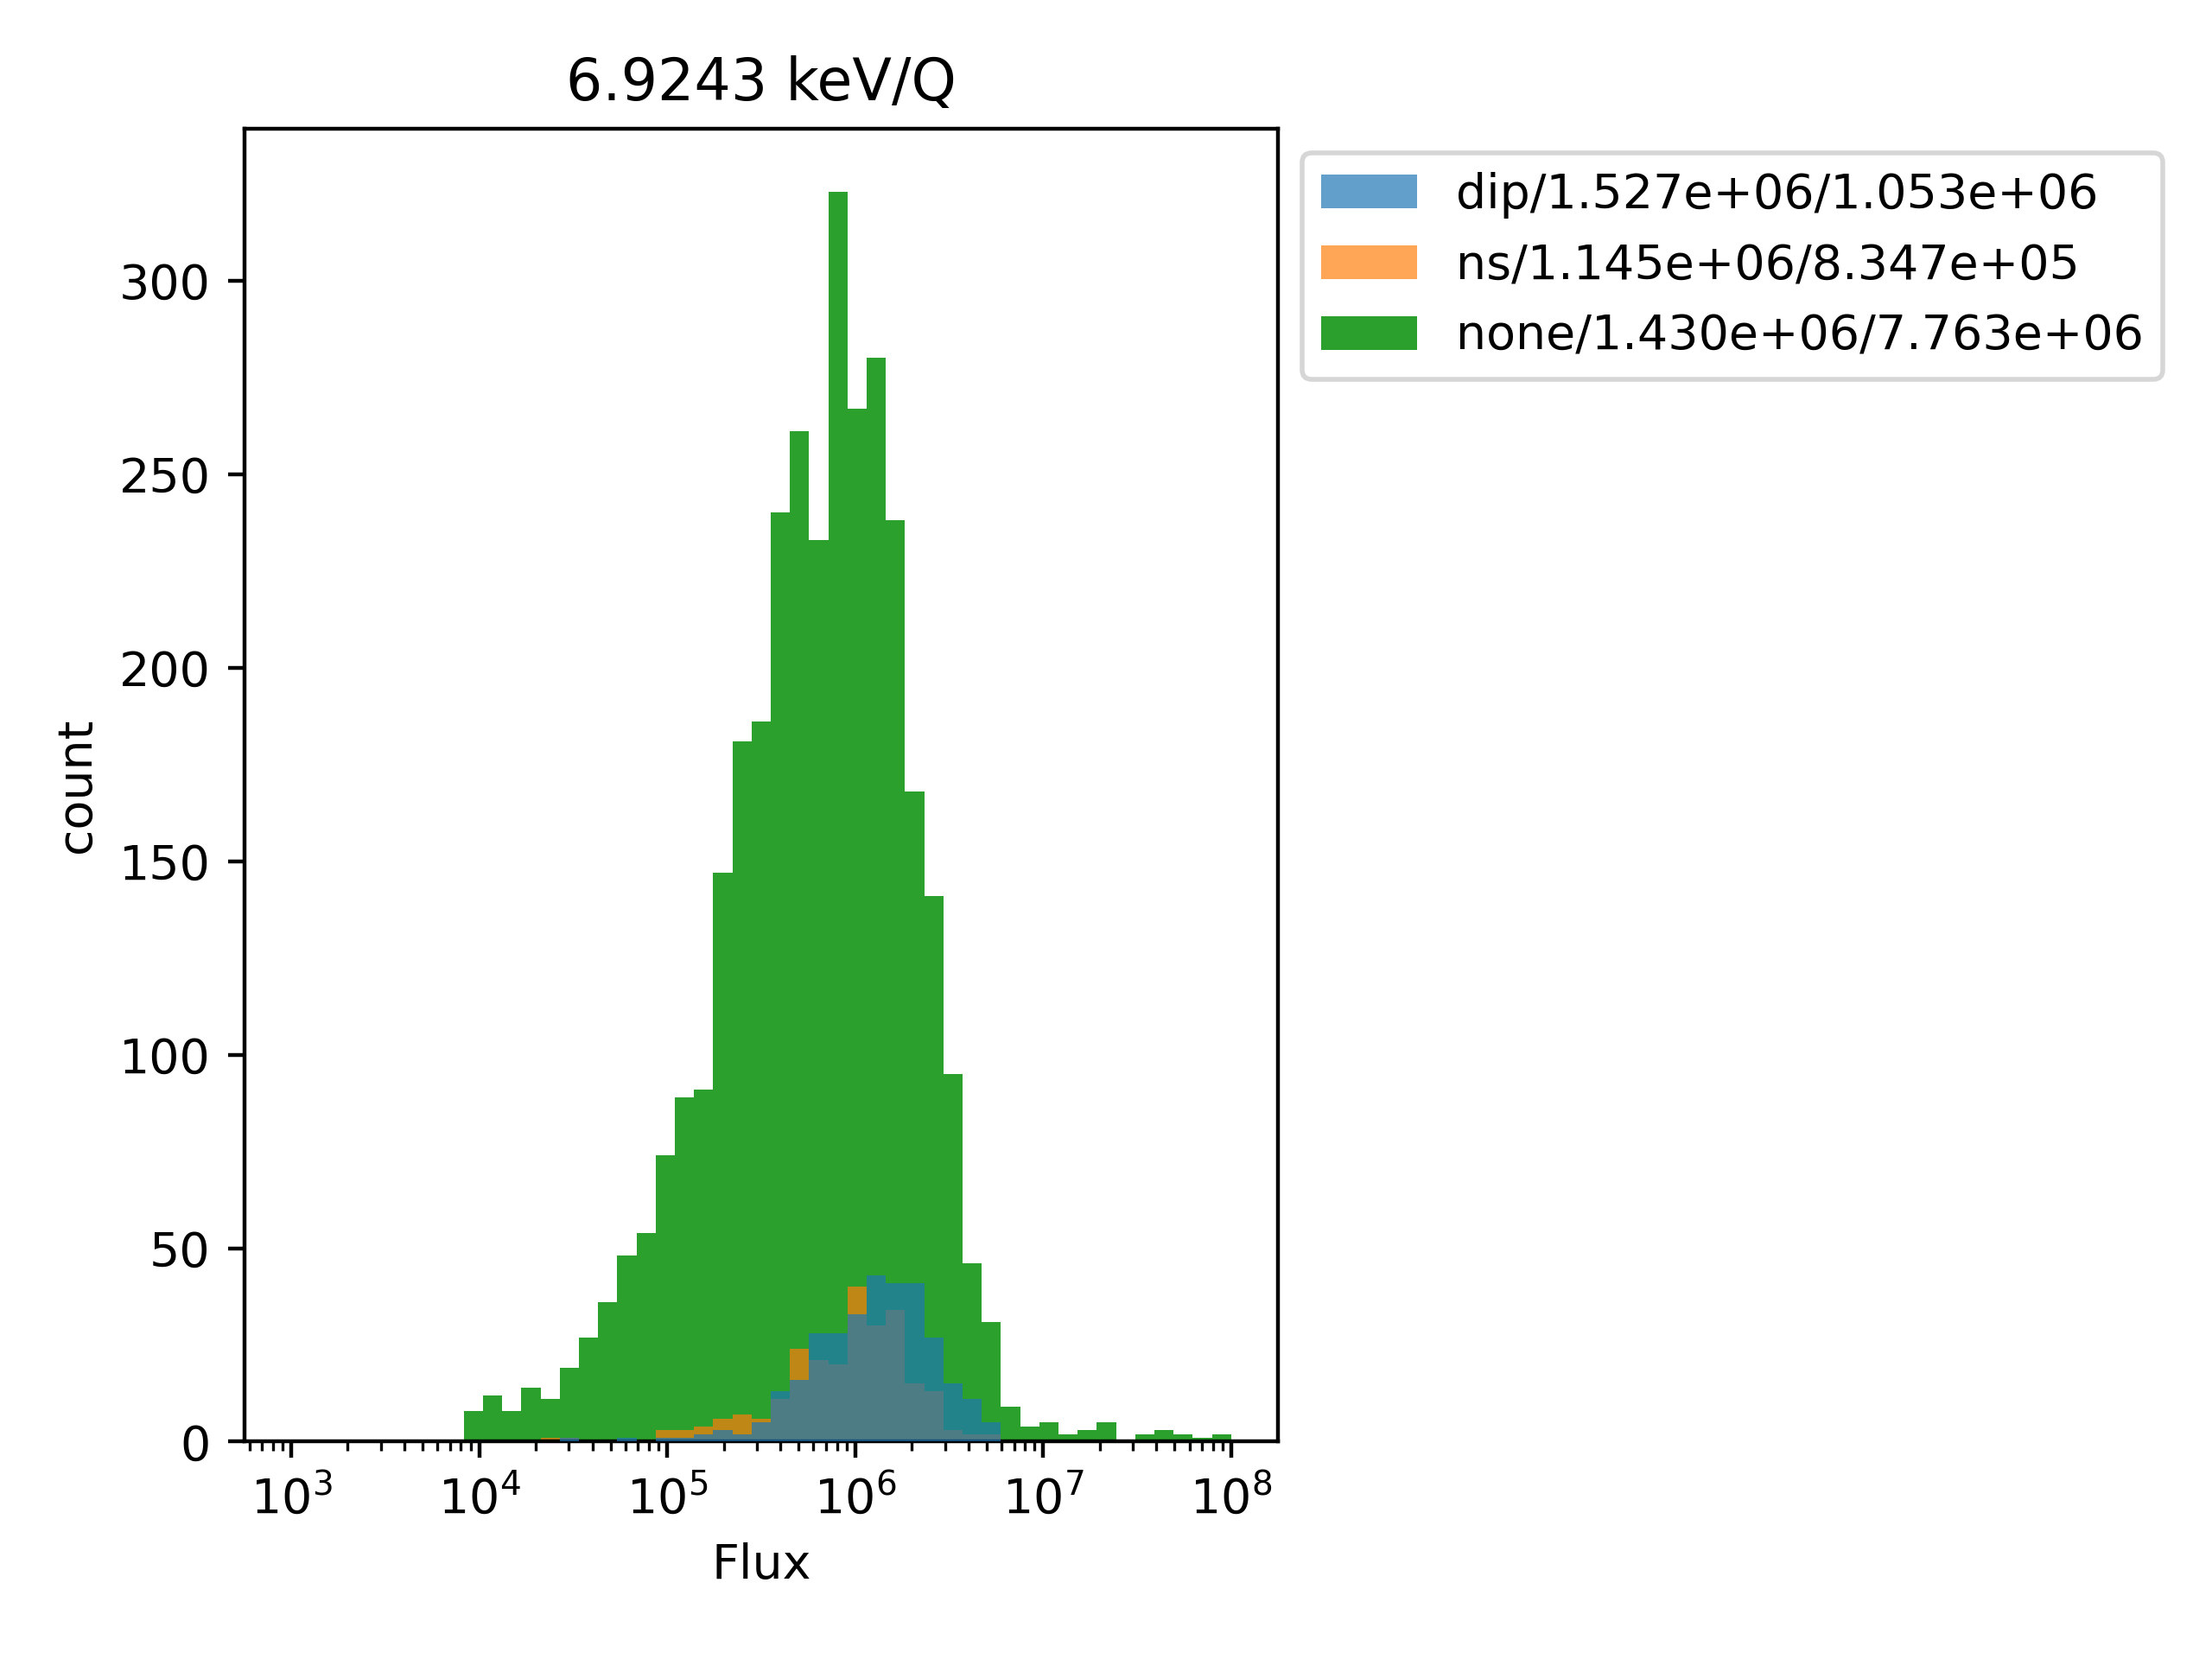 6.9243 keV/Q
dip/1.527e+06/1.053e+06
ns/1.145e+06/8.347e+05
none/1.430e+06/7.763e+06
300
250
200
150
100
50
0
count
10³ 10⁴ 10⁵ 10⁶ 10⁷ 10⁸
Flux